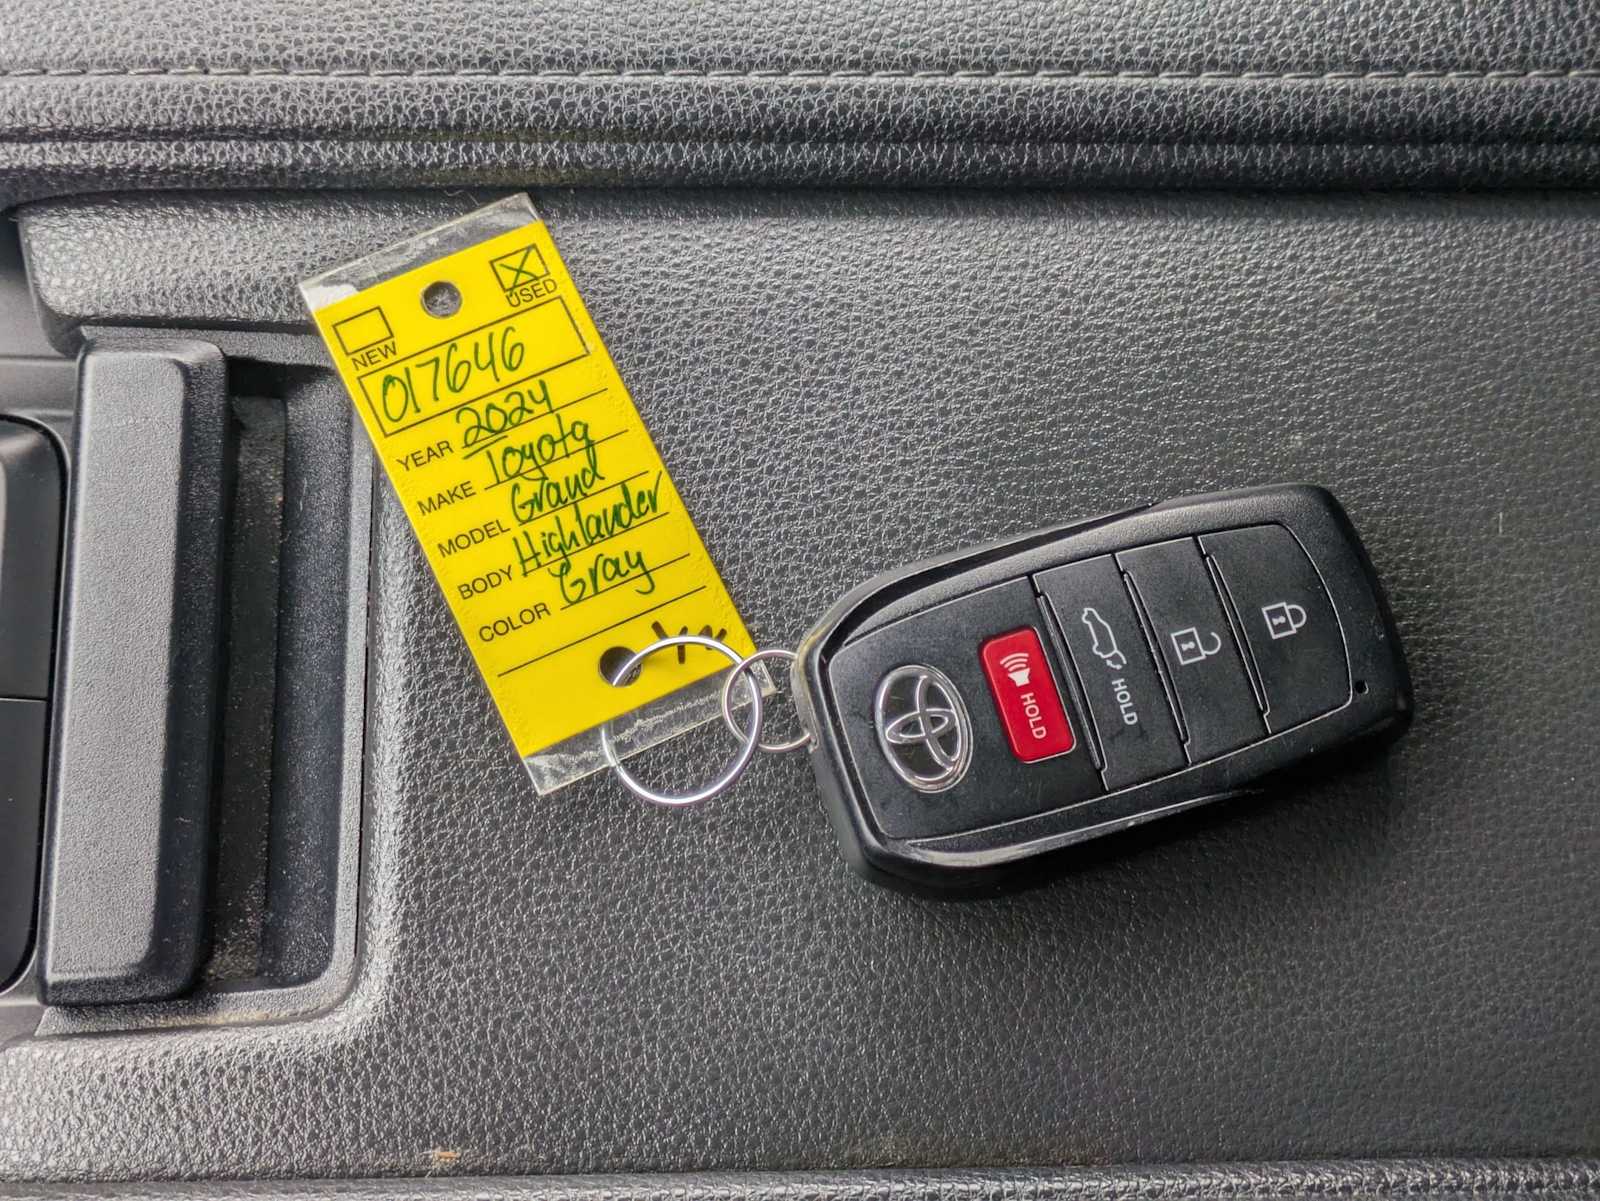 USED
NEW
017646
YEAR 2024
MAKE Toyota
MODEL Grand
BODY Highlander
COLOR Gray
HOLD
HOLD